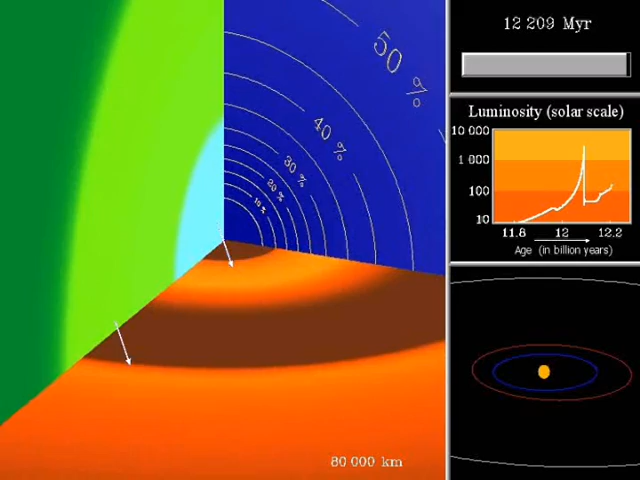 12 209 Myr
50 %
40 %
30 %
20 %
10 %
Luminosity (solar scale)
10 000
1 000
100
10
11.8 12 12.2
Age (in billion years)
80 000 km